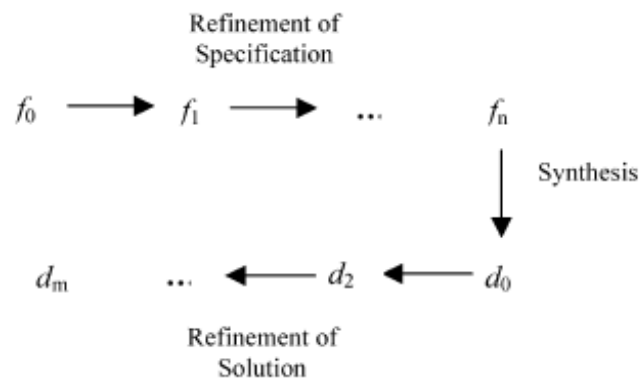 Refinement of
Specification
f₀ f₁ ... fₙ
Synthesis
dₘ ... d₂ d₀
Refinement of
Solution